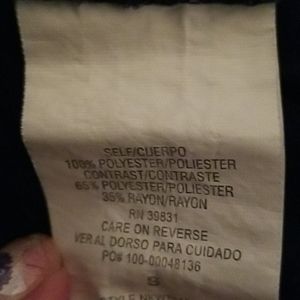 SELF/CUERPO
100% POLYESTER/POLIESTER
CONTRAST/CONTRASTE
65% POLYESTER/POLIESTER
35% RAYON/RAYON
RN 39831
CARE ON REVERSE
VER AL DORSO PARA CUIDADO
PO# 100-00048136
S